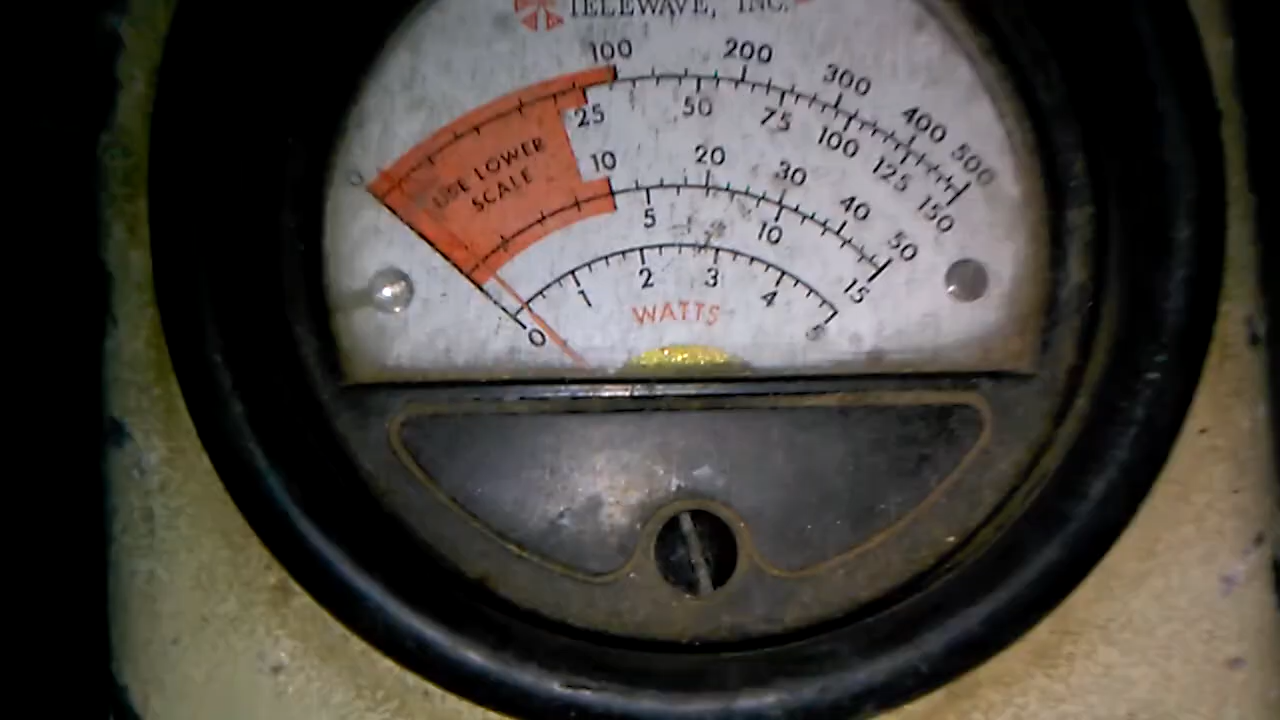 TELEWAVE, INC.
0 100 200 300 400 500
25 50 75 100 125 150
USE LOWER
SCALE
10 20 30 40 50
5 10 15
0 1 2 3 4 5
WATTS